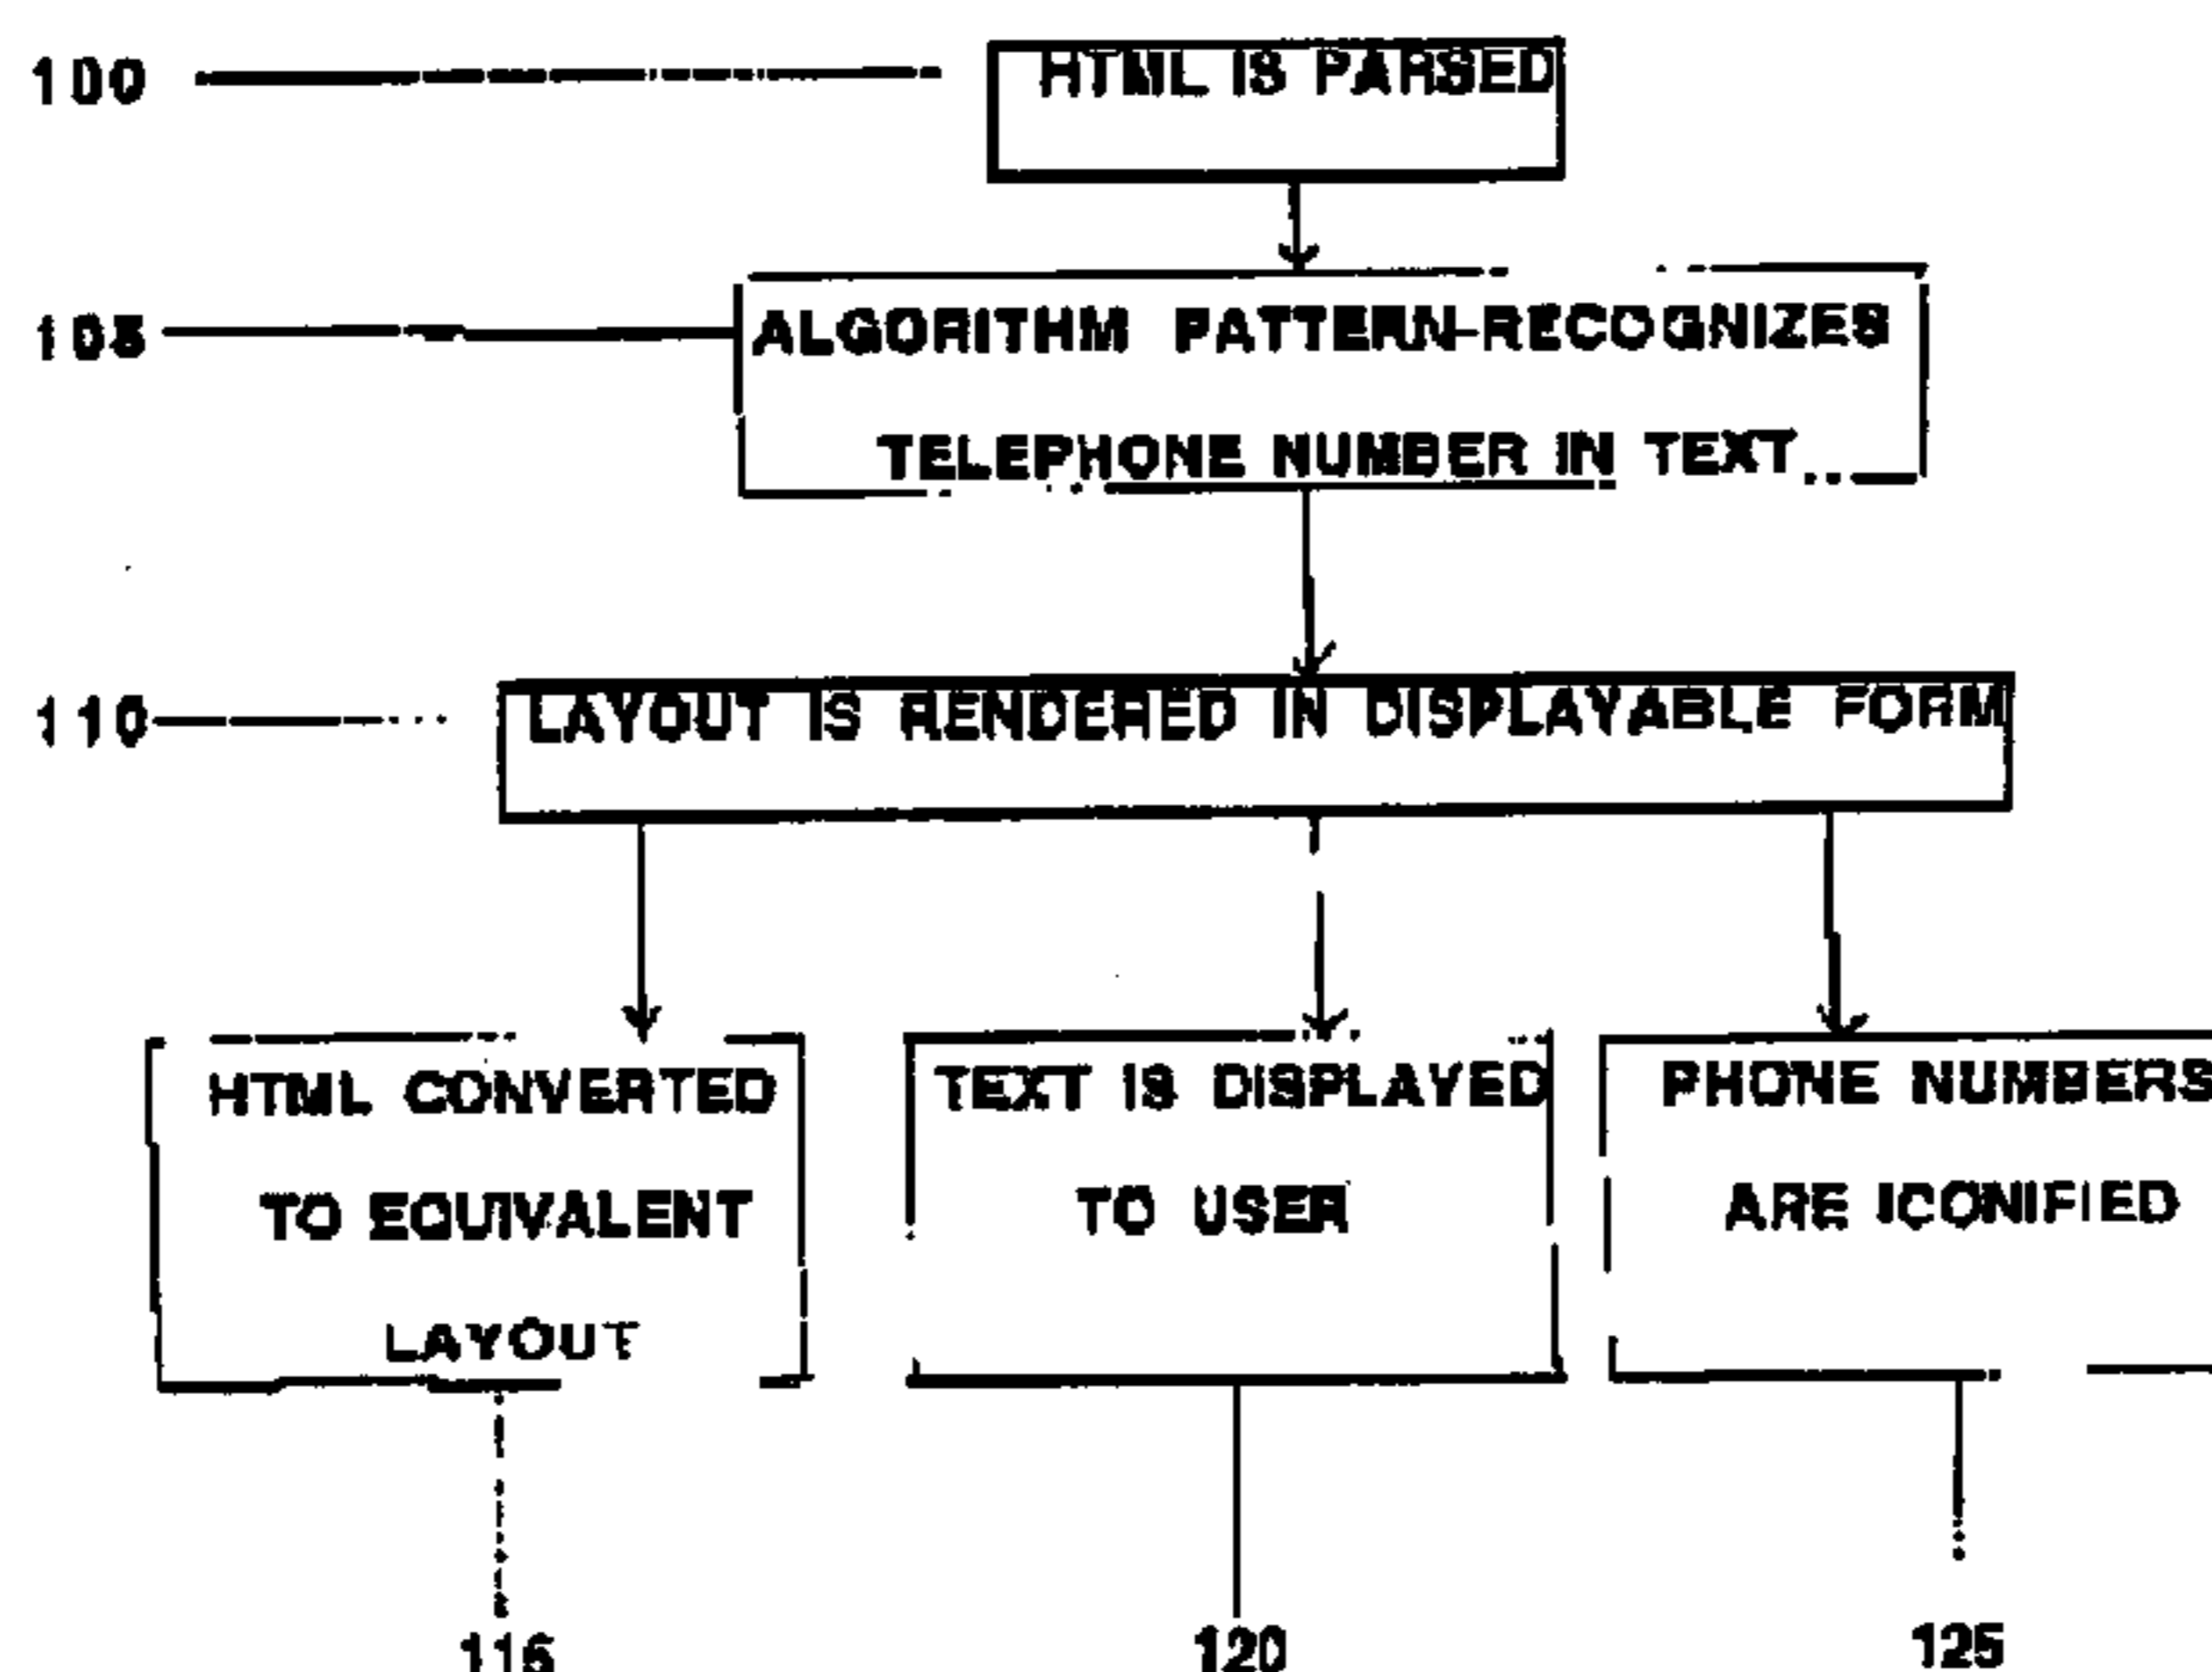 100 HTML IS PARSED
105 ALGORITHM PATTERN-RECOGNIZES
TELEPHONE NUMBER IN TEXT
110 LAYOUT IS RENDERED IN DISPLAYABLE FORM
HTML CONVERTED
TO EQUIVALENT
LAYOUT
TEXT IS DISPLAYED
TO USER
PHONE NUMBERS
ARE ICONIFIED
115
120
125